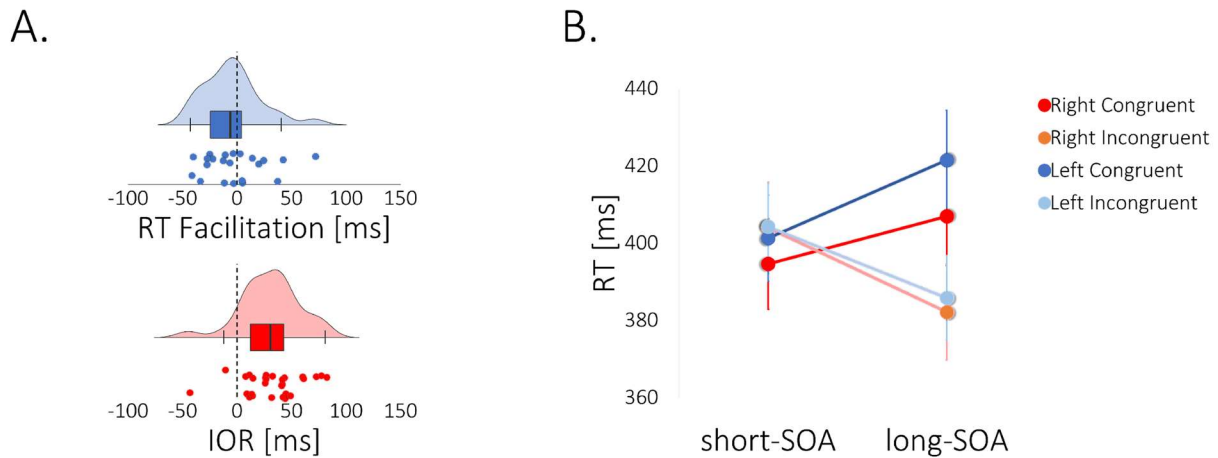 A.
-100 -50 0 50 100 150
RT Facilitation [ms]
-100 -50 0 50 100 150
IOR [ms]
B.
RT [ms]
440
420
400
380
360
short-SOA long-SOA
Right Congruent
Right Incongruent
Left Congruent
Left Incongruent